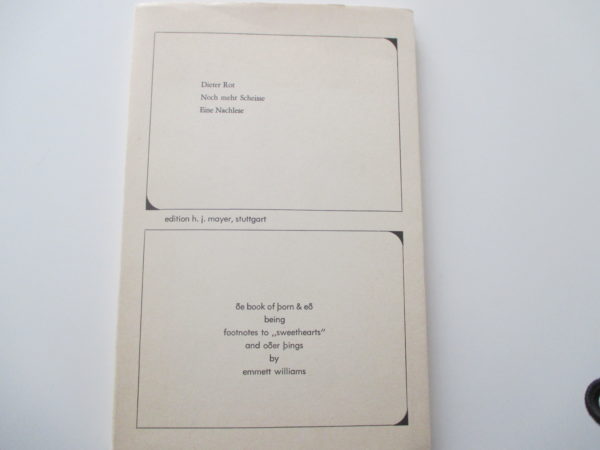 Dieter Rot
Noch mehr Scheisse
Eine Nachlese
edition h. j. mayer, stuttgart
ðe book of þorn & eð
being
footnotes to „sweethearts"
and oðer þings
by
emmett williams